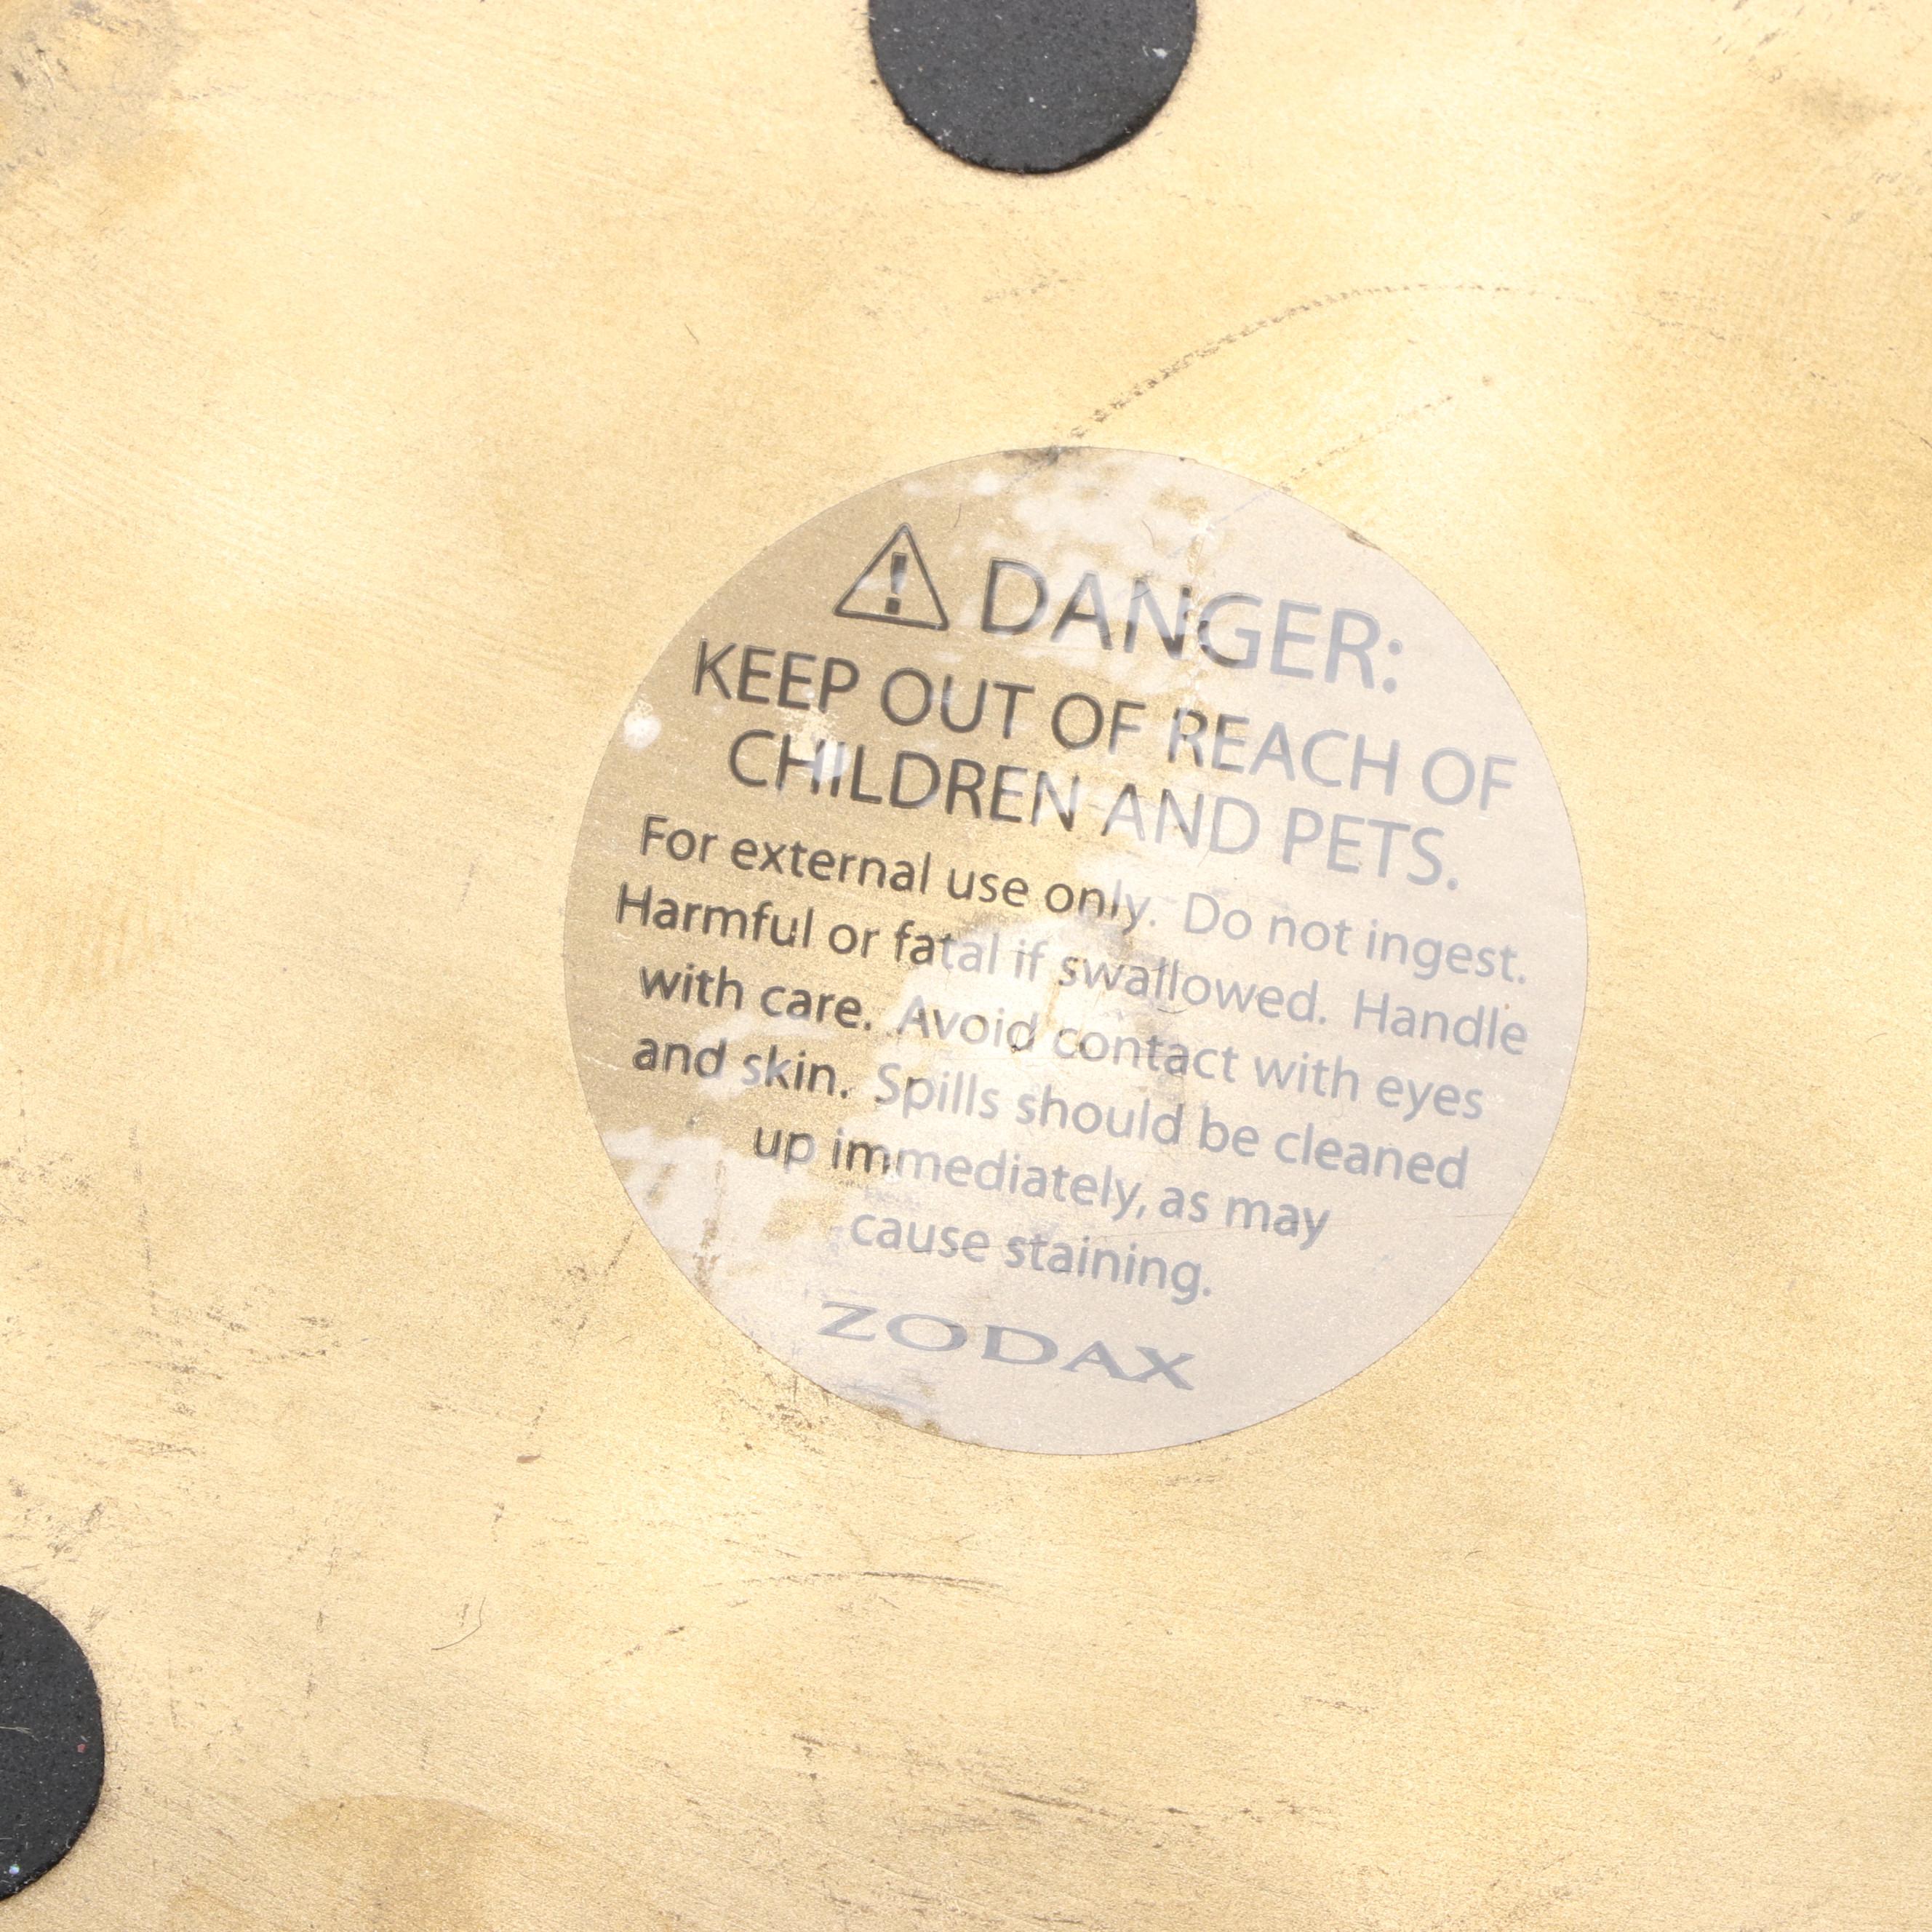 DANGER:
KEEP OUT OF REACH OF
CHILDREN AND PETS.
For external use only. Do not ingest.
Harmful or fatal if swallowed. Handle
with care. Avoid contact with eyes
and skin. Spills should be cleaned
up immediately, as may
cause staining.
ZODAX